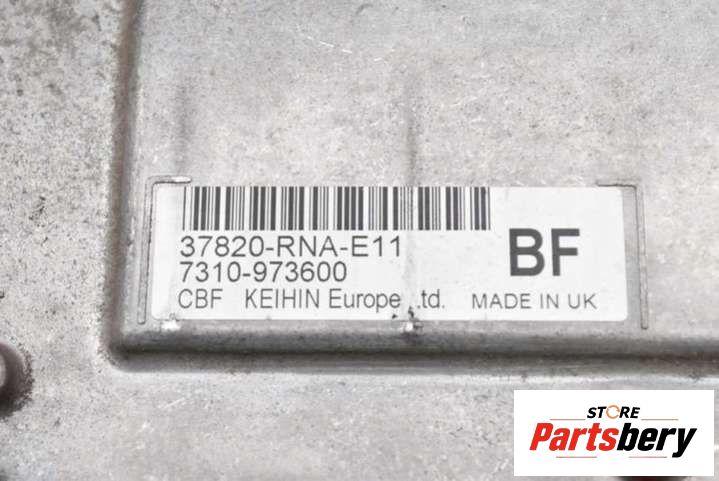 37820-RNA-E11
7310-973600
BF
CBF KEIHIN Europe td. MADE IN UK
STORE
Partsbery